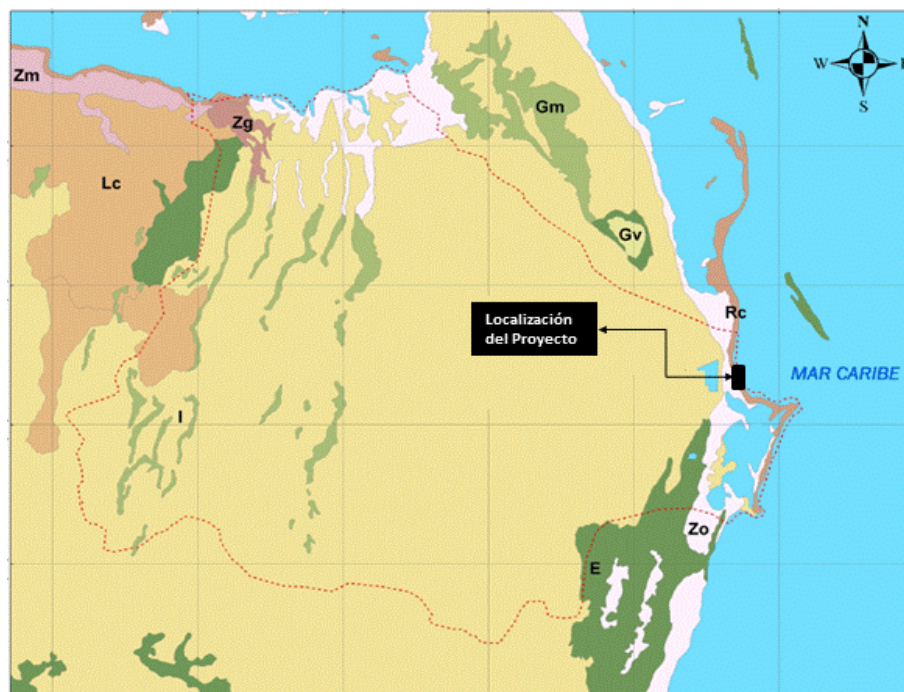 N
W
E
S
Zm
Zg
Gm
Lc
Gv
Rc
Localización
del Proyecto
MAR CARIBE
I
Zo
E